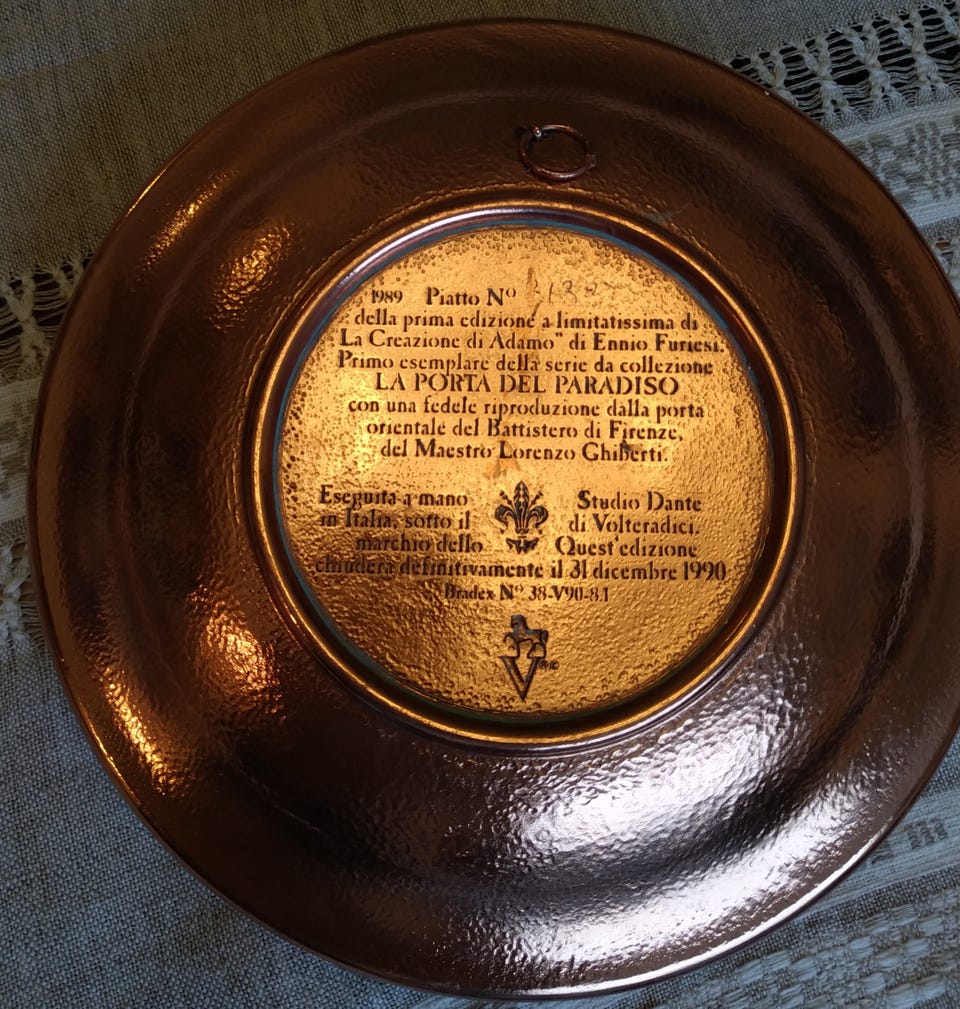 1989 Piatto Nº
della prima edizione a limitatissima di
La Creazione di Adamo" di Ennio Furiesi.
Primo esemplare della serie da collezione
LA PORTA DEL PARADISO
con una fedele riproduzione dalla porta
orientale del Battistero di Firenze,
del Maestro Lorenzo Ghiberti.
Eseguita a mano
in Italia, sotto il
marchio dello
Studio Dante
di Volteradici.
Quest'edizione
chiuderà definitivamente il 31 dicembre 1990
Bradex Nº 38-V90-8.1
V®©